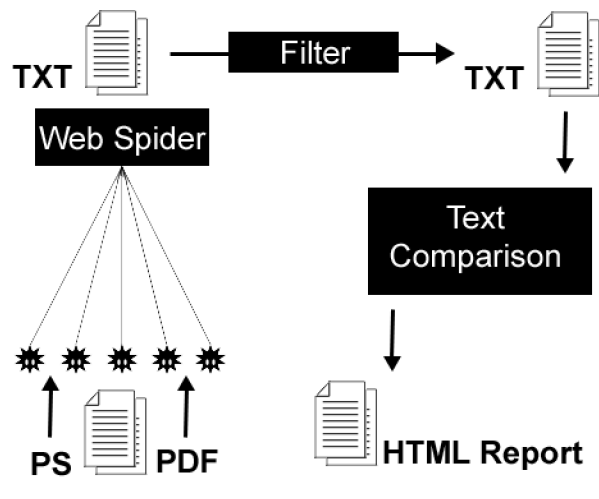 Filter
TXT
TXT
Web Spider
Text
Comparison
PS
PDF
HTML Report